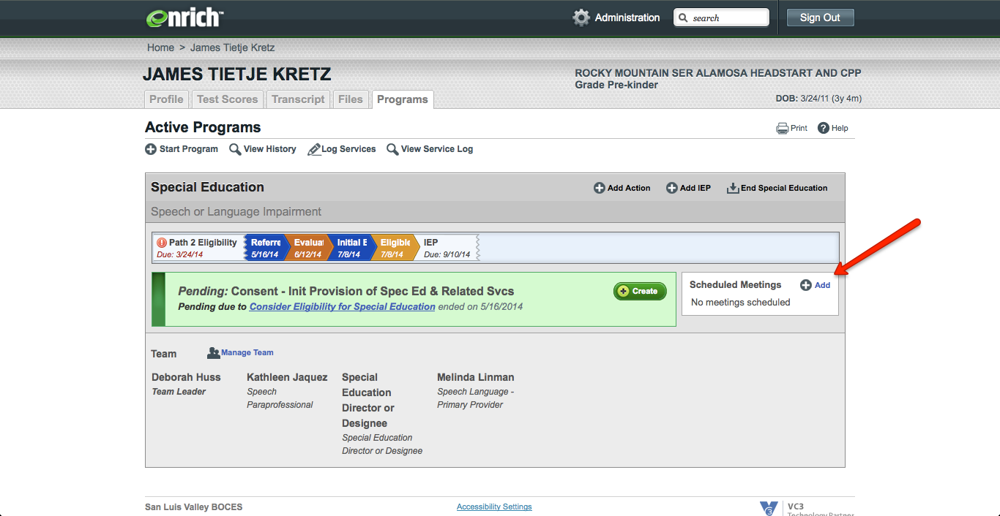 enrich™
Administration
search
Sign Out
Home > James Tietje Kretz
JAMES TIETJE KRETZ
ROCKY MOUNTAIN SER ALAMOSA HEADSTART AND CPP
Grade Pre-kinder
DOB: 3/24/11 (3y 4m)
Profile Test Scores Transcript Files Programs
Active Programs
Print ? Help
Start Program View History Log Services View Service Log
Special Education
Add Action Add IEP End Special Education
Speech or Language Impairment
Path 2 Eligibility
Due: 3/24/14
Referre
5/16/14
Evaluat
6/12/14
Initial E
7/8/14
Eligible
7/8/14
IEP
Due: 9/10/14
Pending: Consent - Init Provision of Spec Ed & Related Svcs
Pending due to Consider Eligibility for Special Education ended on 5/16/2014
Create
Scheduled Meetings
Add
No meetings scheduled
Team
Manage Team
Deborah Huss
Team Leader
Kathleen Jaquez
Speech
Paraprofessional
Special
Education
Director or
Designee
Special Education
Director or Designee
Melinda Linman
Speech Language -
Primary Provider
San Luis Valley BOCES
Accessibility Settings
VC3
Technology Partner